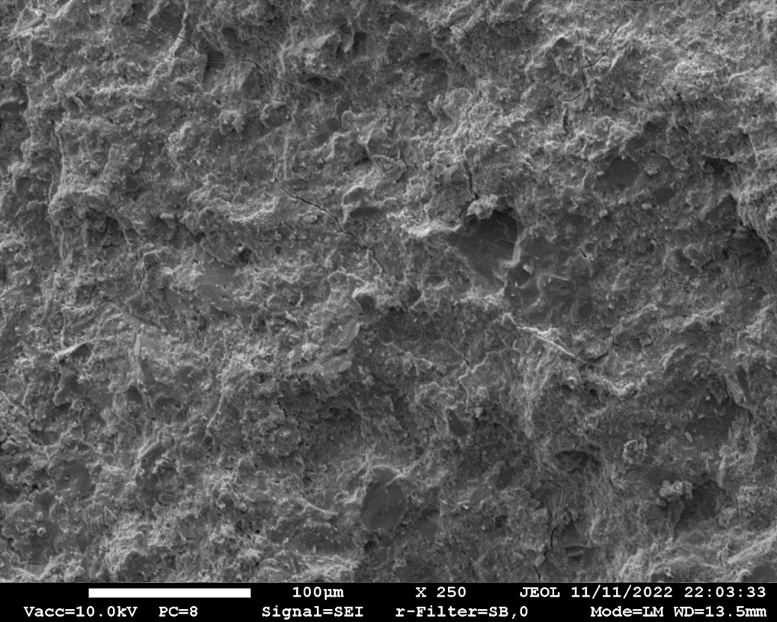 100µm X 250 JEOL 11/11/2022 22:03:33
Vacc=10.0kV PC=8 Signal=SEI r-Filter=SB,0 Mode=LM WD=13.5mm